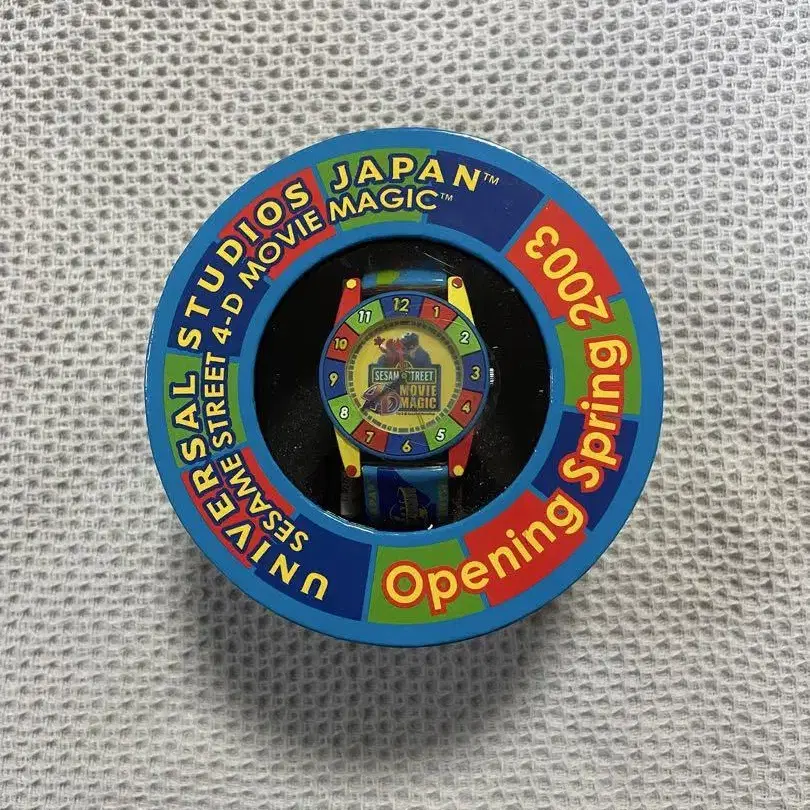 UNIVERSAL STUDIOS JAPAN™
SESAME STREET 4-D MOVIE MAGIC™
Opening Spring 2003
12
1
2
3
4
5
6
7
8
9
10
11
SESAME STREET
4D MOVIE
MAGIC